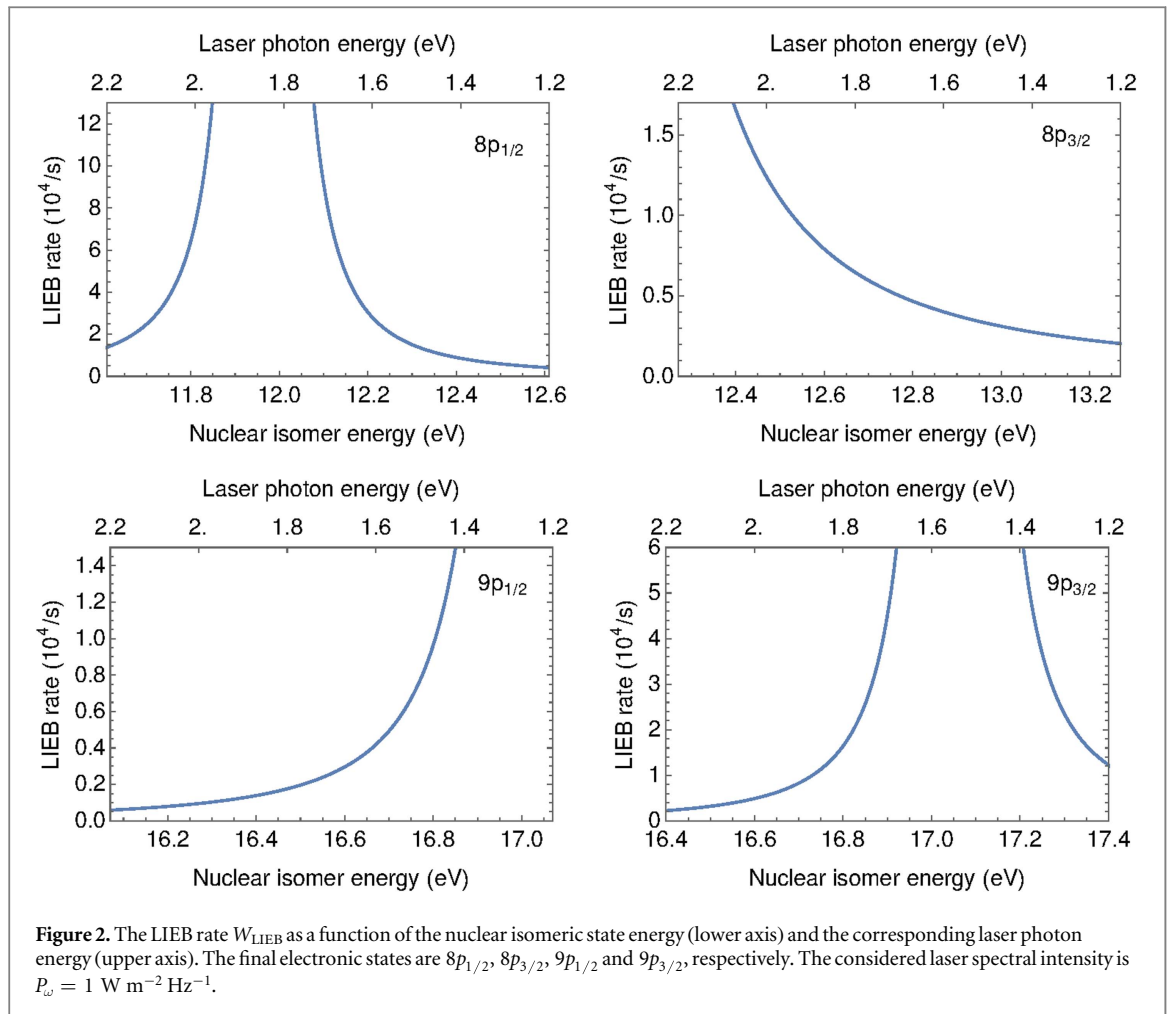 Laser photon energy (eV)
2.2 2. 1.8 1.6 1.4 1.2
12
10
8
6
4
2
0
LIEB rate (10⁴/s)
8p₁/₂
11.8 12.0 12.2 12.4 12.6
Nuclear isomer energy (eV)
Laser photon energy (eV)
2. 1.8 1.6 1.4 1.2
1.5
1.0
0.5
0.0
LIEB rate (10⁴/s)
8p₃/₂
12.4 12.6 12.8 13.0 13.2
Nuclear isomer energy (eV)
Laser photon energy (eV)
2.2 2. 1.8 1.6 1.4 1.2
1.4
1.2
1.0
0.8
0.6
0.4
0.2
0.0
LIEB rate (10⁴/s)
9p₁/₂
16.2 16.4 16.6 16.8 17.0
Nuclear isomer energy (eV)
Laser photon energy (eV)
2.2 2. 1.8 1.6 1.4 1.2
6
5
4
3
2
1
0
LIEB rate (10⁴/s)
9p₃/₂
16.4 16.6 16.8 17.0 17.2 17.4
Nuclear isomer energy (eV)
Figure 2. The LIEB rate W_LIEB as a function of the nuclear isomeric state energy (lower axis) and the corresponding laser photon
energy (upper axis). The final electronic states are 8p₁/₂, 8p₃/₂, 9p₁/₂ and 9p₃/₂, respectively. The considered laser spectral intensity is
P_ω = 1 W m⁻² Hz⁻¹.